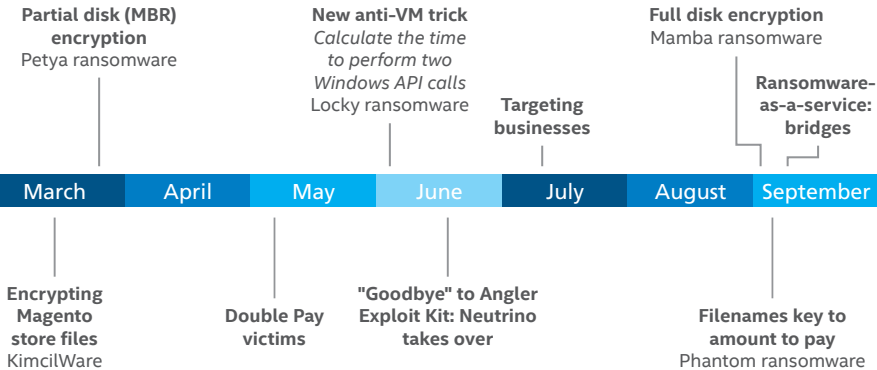 Partial disk (MBR)
encryption
Petya ransomware
New anti-VM trick
Calculate the time
to perform two
Windows API calls
Locky ransomware
Targeting
businesses
Full disk encryption
Mamba ransomware
Ransomware-
as-a-service:
bridges
March
April
May
June
July
August
September
Encrypting
Magento
store files
KimcilWare
Double Pay
victims
"Goodbye" to Angler
Exploit Kit: Neutrino
takes over
Filenames key to
amount to pay
Phantom ransomware